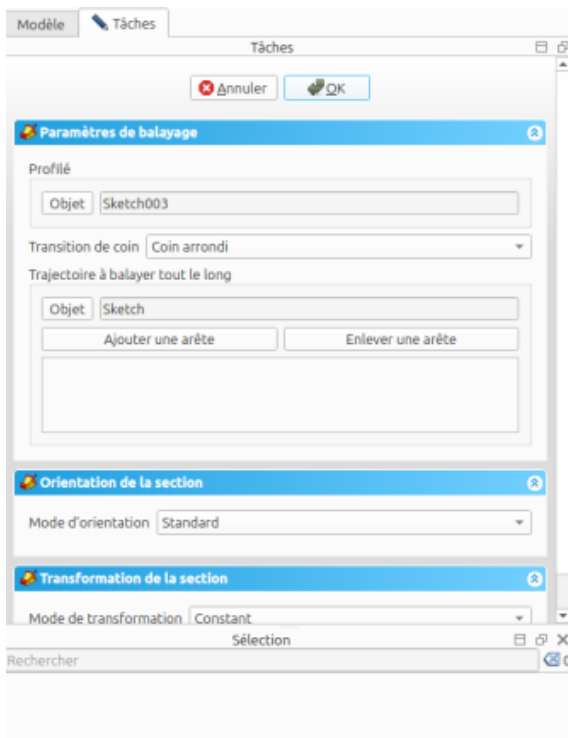 Modèle Tâches
Tâches
Annuler OK
Paramètres de balayage
Profilé
Objet Sketch003
Transition de coin Coin arrondi
Trajectoire à balayer tout le long
Objet Sketch
Ajouter une arête Enlever une arête
Orientation de la section
Mode d'orientation Standard
Transformation de la section
Mode de transformation Constant
Sélection
Rechercher